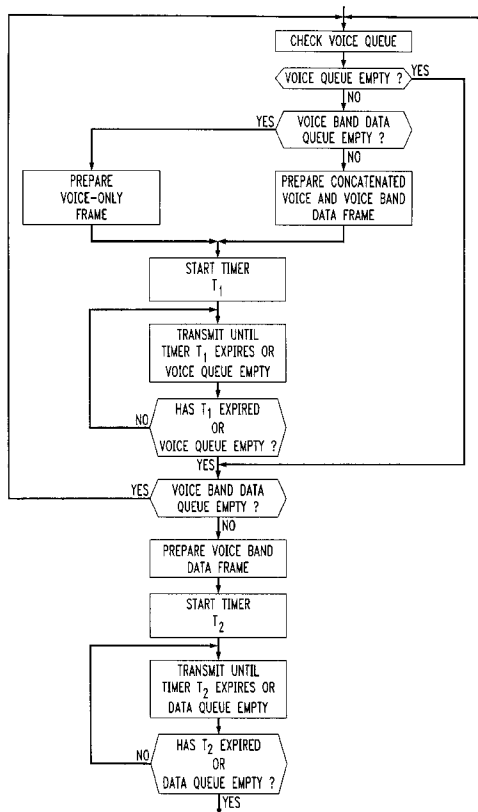 CHECK VOICE QUEUE
VOICE QUEUE EMPTY ?
YES
NO
YES
VOICE BAND DATA
QUEUE EMPTY ?
NO
PREPARE
VOICE-ONLY
FRAME
PREPARE CONCATENATED
VOICE AND VOICE BAND
DATA FRAME
START TIMER
T1
TRANSMIT UNTIL
TIMER T1 EXPIRES OR
VOICE QUEUE EMPTY
NO
HAS T1 EXPIRED
OR
VOICE QUEUE EMPTY ?
YES
YES
VOICE BAND DATA
QUEUE EMPTY ?
NO
PREPARE VOICE BAND
DATA FRAME
START TIMER
T2
TRANSMIT UNTIL
TIMER T2 EXPIRES OR
DATA QUEUE EMPTY
NO
HAS T2 EXPIRED
OR
DATA QUEUE EMPTY ?
YES